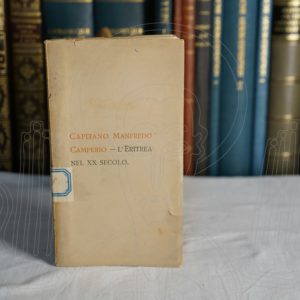 Capitano Manfredo
Camperio — L'Eritrea
nel XX secolo.